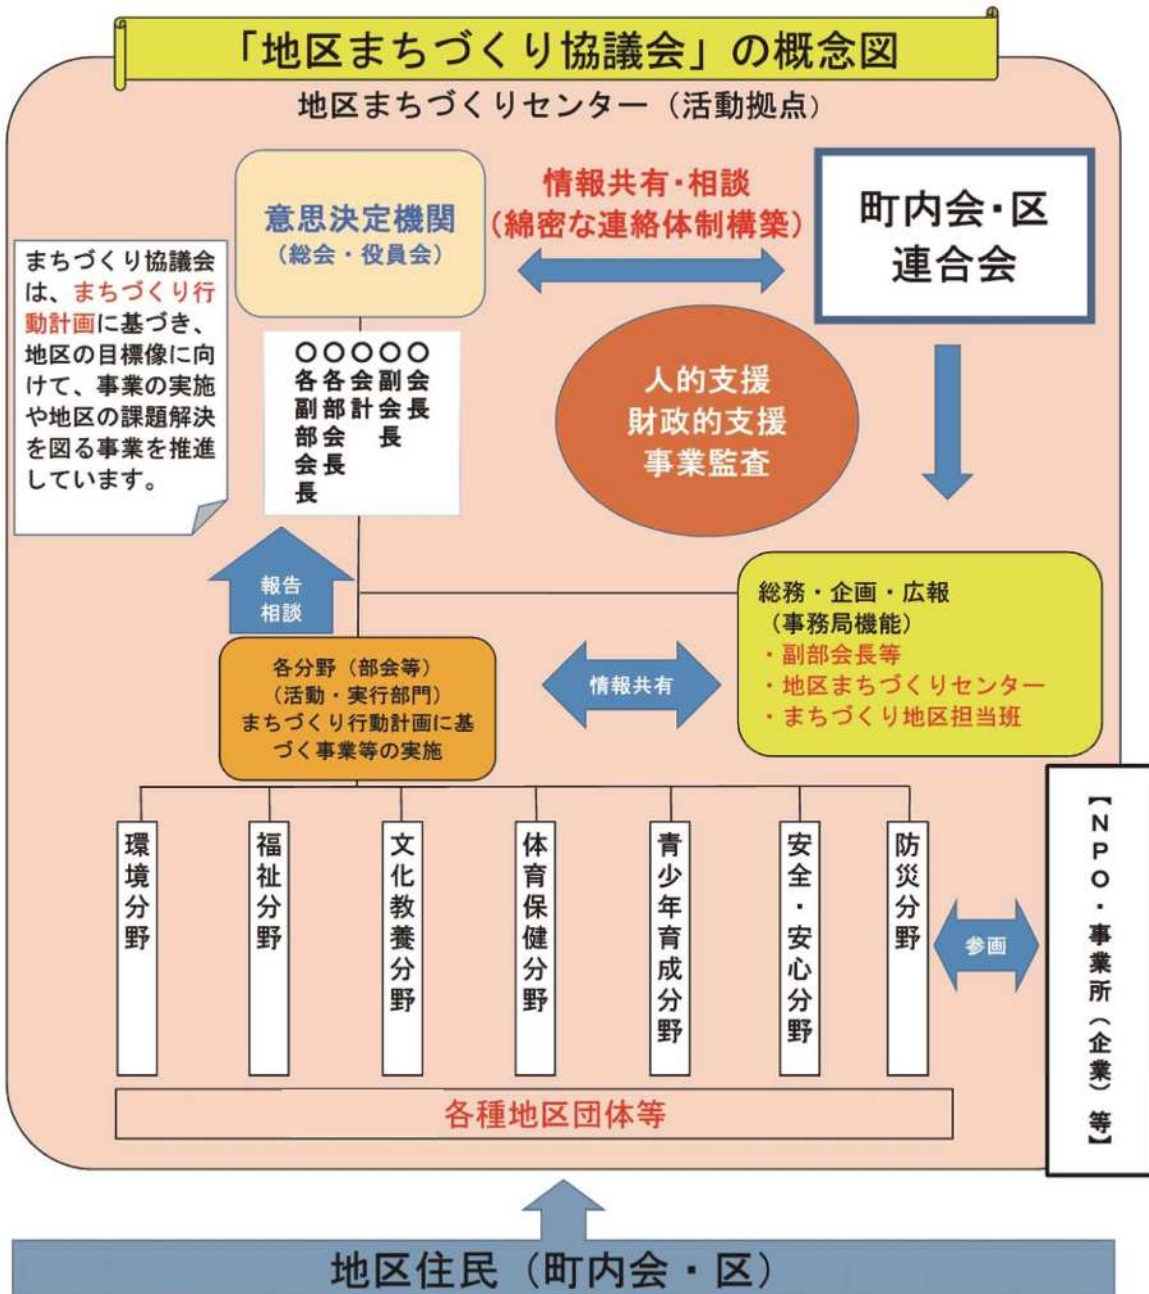 「地区まちづくり協議会」の概念図
地区まちづくりセンター（活動拠点）
意思決定機関
（総会・役員会）
情報共有・相談
（綿密な連絡体制構築）
町内会・区
連合会
まちづくり協議会
は、まちづくり行
動計画に基づき、
地区の目標像に向
けて、事業の実施
や地区の課題解決
を図る事業を推進
しています。
〇会長
〇副会長
〇会計
〇各部会長
〇各副部会長
人的支援
財政的支援
事業監査
報告
相談
総務・企画・広報
（事務局機能）
・副部会長等
・地区まちづくりセンター
・まちづくり地区担当班
各分野（部会等）
（活動・実行部門）
まちづくり行動計画に基
づく事業等の実施
情報共有
環境分野
福祉分野
文化教養分野
体育保健分野
青少年育成分野
安全・安心分野
防災分野
参画
【NPO・事業所（企業）等】
各種地区団体等
地区住民（町内会・区）